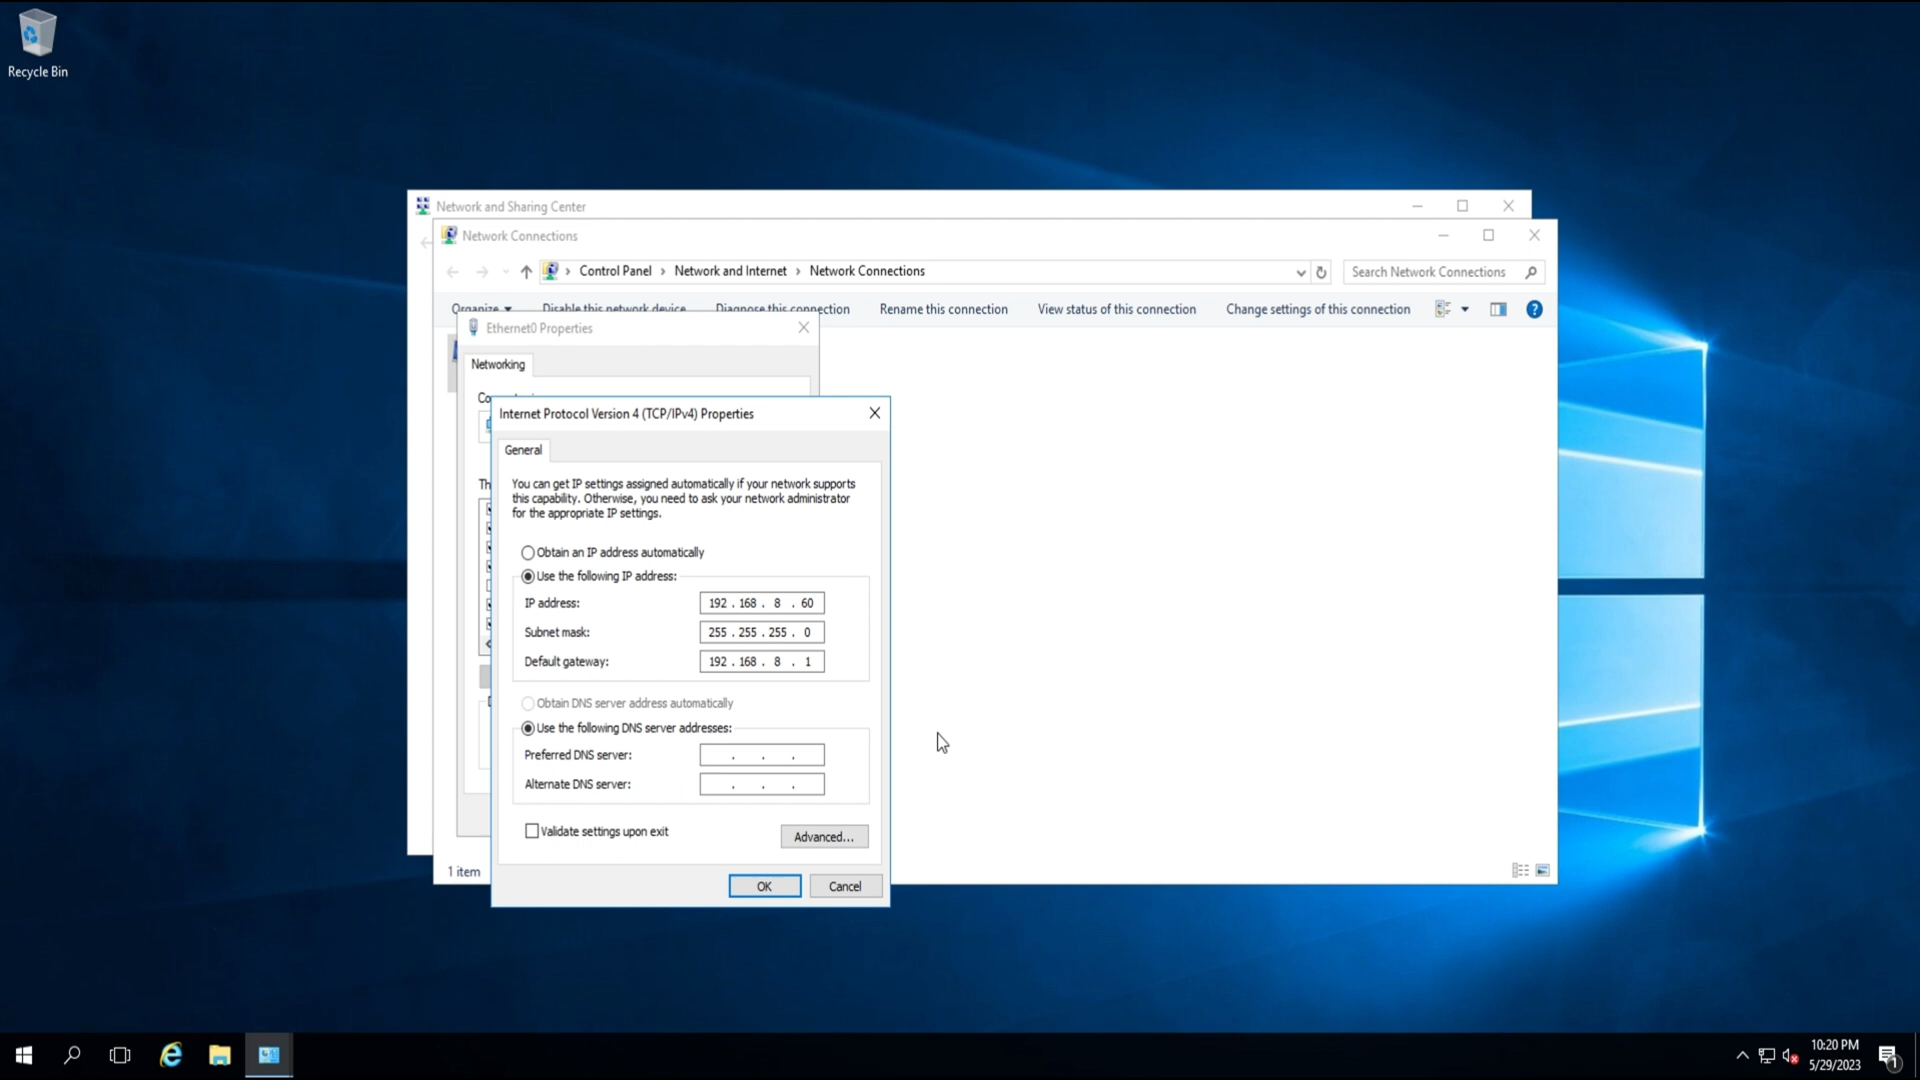 Recycle Bin
Network and Sharing Center
Network Connections
Control Panel > Network and Internet > Network Connections
Search Network Connections
Organize
Disable this network device
Diagnose this connection
Rename this connection
View status of this connection
Change settings of this connection
Ethernet0 Properties
Networking
Internet Protocol Version 4 (TCP/IPv4) Properties
General
You can get IP settings assigned automatically if your network supports
this capability. Otherwise, you need to ask your network administrator
for the appropriate IP settings.
Obtain an IP address automatically
Use the following IP address:
IP address: 192 . 168 . 8 . 60
Subnet mask: 255 . 255 . 255 . 0
Default gateway: 192 . 168 . 8 . 1
Obtain DNS server address automatically
Use the following DNS server addresses:
Preferred DNS server: . . .
Alternate DNS server: . . .
Validate settings upon exit
Advanced...
1 item
OK
Cancel
10:20 PM
5/29/2023
1